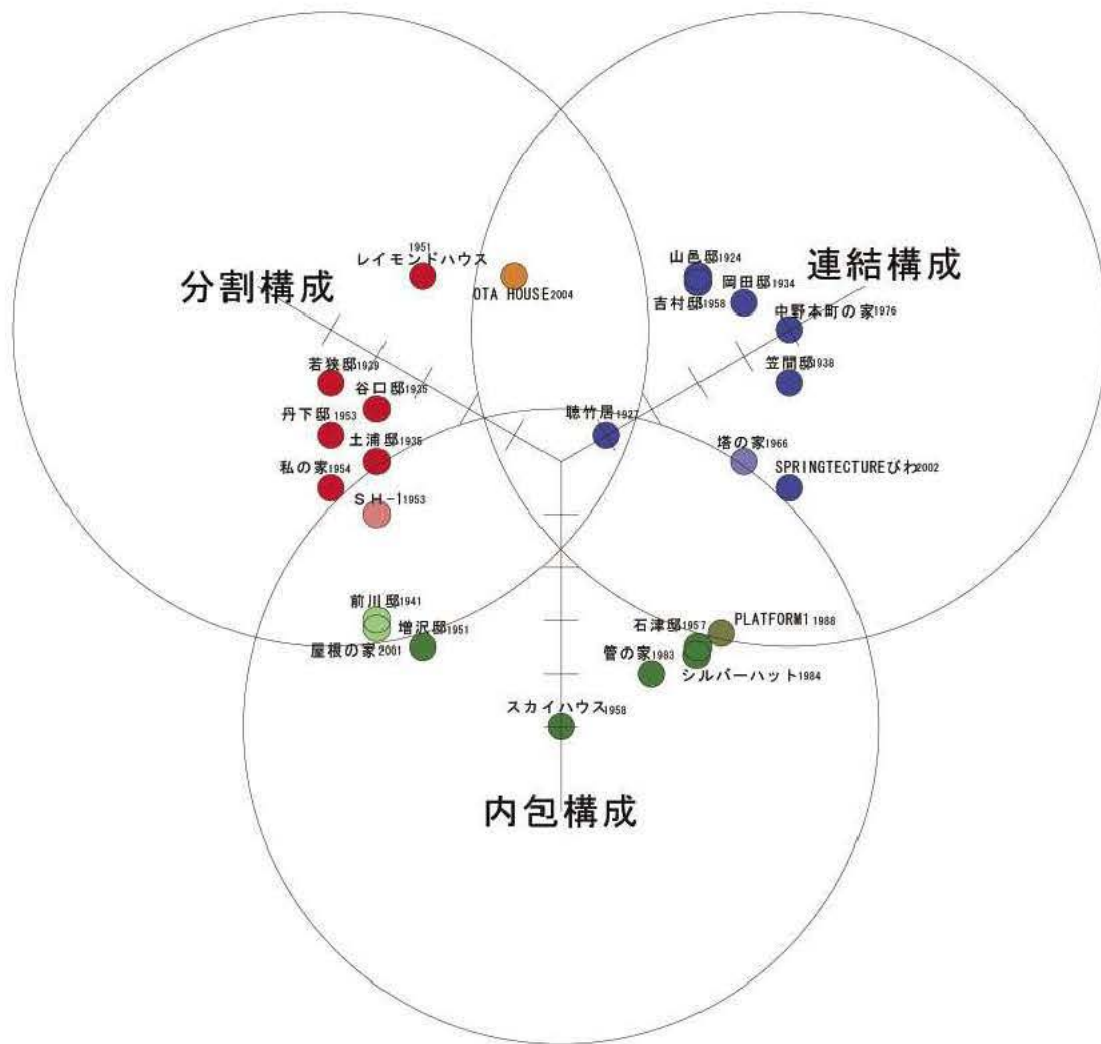 1951
レイモンドハウス
分割構成
OTA HOUSE2004
山邑邸1924
岡田邸1934
連結構成
吉村邸1958
中野本町の家1976
若狭邸1939
谷口邸1935
笠間邸1938
丹下邸1953
土浦邸1935
聴竹居1927
塔の家1966
私の家1954
SPRINGTECTUREびわ2002
SH-11953
前川邸1941
増沢邸1951
屋根の家2001
石津邸1957
PLATFORM1 1988
管の家1983
シルバーハット1984
スカイハウス1958
内包構成